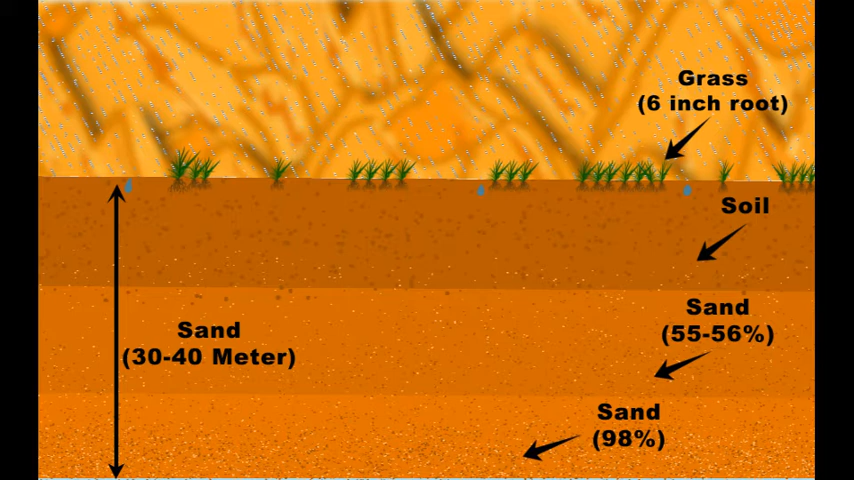 Grass
(6 inch root)
Soil
Sand
(55-56%)
Sand
(30-40 Meter)
Sand
(98%)